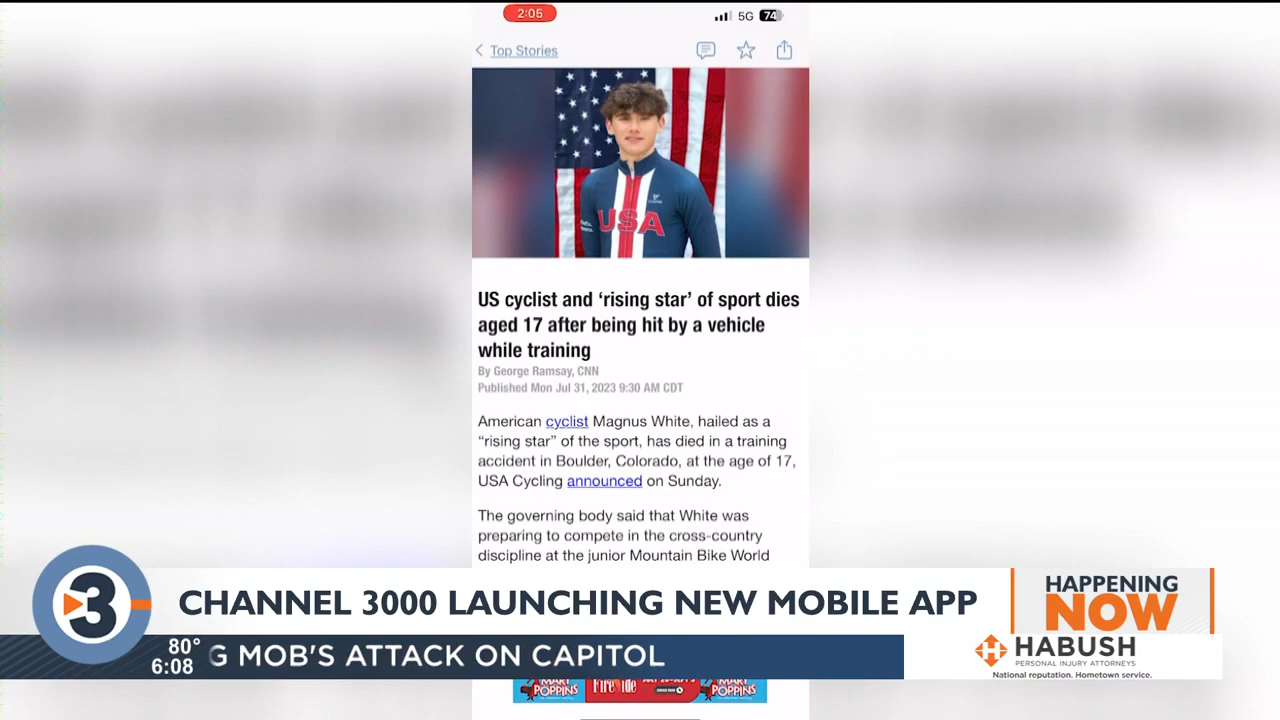 2:05
5G 74
Top Stories
USA
US cyclist and ‘rising star’ of sport dies
aged 17 after being hit by a vehicle
while training
By George Ramsay, CNN
Published Mon Jul 31, 2023 9:30 AM CDT
American cyclist Magnus White, hailed as a
“rising star” of the sport, has died in a training
accident in Boulder, Colorado, at the age of 17,
USA Cycling announced on Sunday.
The governing body said that White was
preparing to compete in the cross-country
discipline at the junior Mountain Bike World
3
CHANNEL 3000 LAUNCHING NEW MOBILE APP
HAPPENING
NOW
80°
6:08
G MOB'S ATTACK ON CAPITOL
HABUSH
PERSONAL INJURY ATTORNEYS
National reputation. Hometown service.
MARY
POPPINS
Fireside
MARY
POPPINS